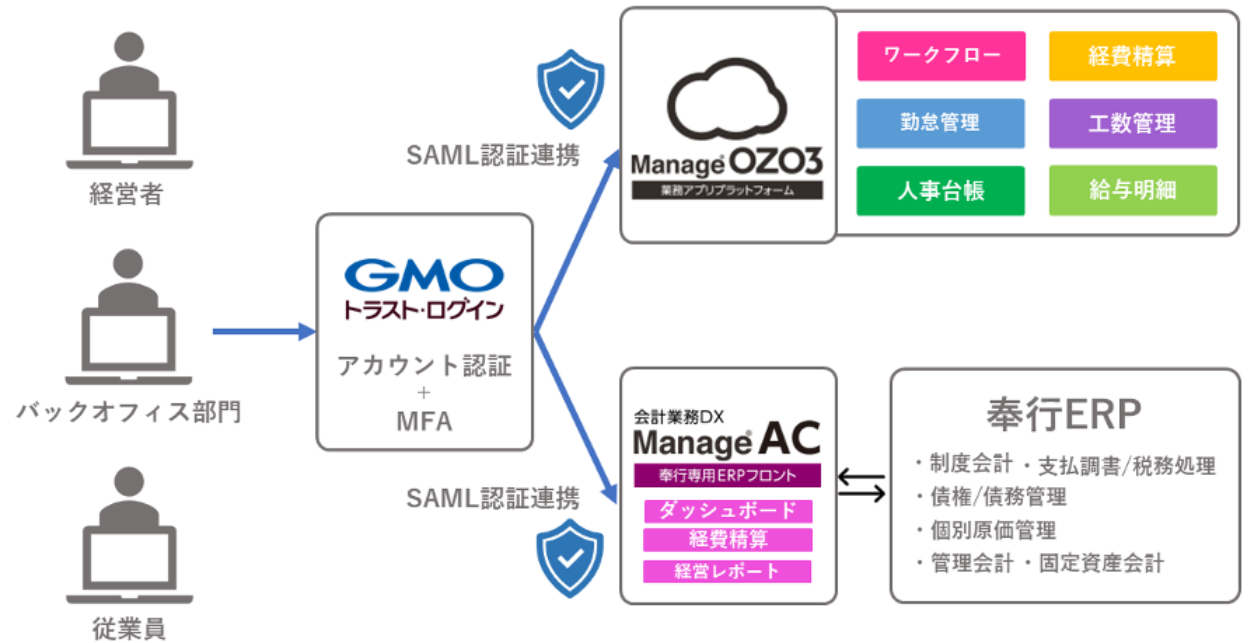 経営者
バックオフィス部門
従業員
GMO
トラスト・ログイン
アカウント認証
+
MFA
SAML認証連携
Manage® OZO3
業務アプリプラットフォーム
ワークフロー
経費精算
勤怠管理
工数管理
人事台帳
給与明細
SAML認証連携
会計業務DX
Manage® AC
奉行専用ERPフロント
ダッシュボード
経費精算
経営レポート
奉行ERP
・制度会計 ・支払調書/税務処理
・債権/債務管理
・個別原価管理
・管理会計 ・固定資産会計